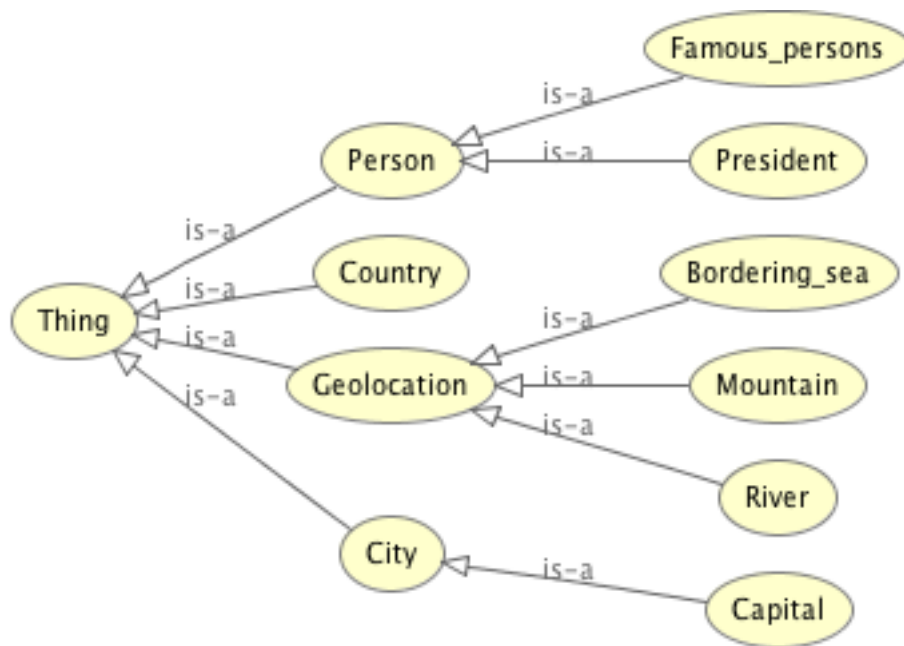 Famous_persons
is-a
Person
is-a
President
is-a
Country
Bordering_sea
is-a
Thing
is-a
is-a
Geolocation
is-a
Mountain
is-a
is-a
River
City
is-a
Capital